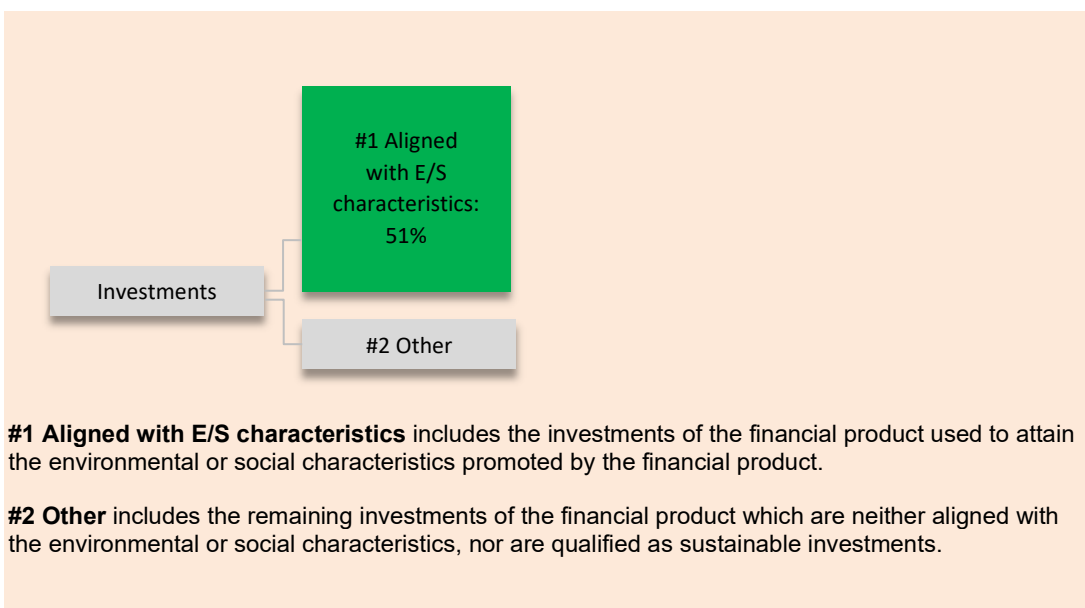 #1 Aligned
with E/S
characteristics:
51%
Investments
#2 Other
#1 Aligned with E/S characteristics includes the investments of the financial product used to attain
the environmental or social characteristics promoted by the financial product.
#2 Other includes the remaining investments of the financial product which are neither aligned with
the environmental or social characteristics, nor are qualified as sustainable investments.